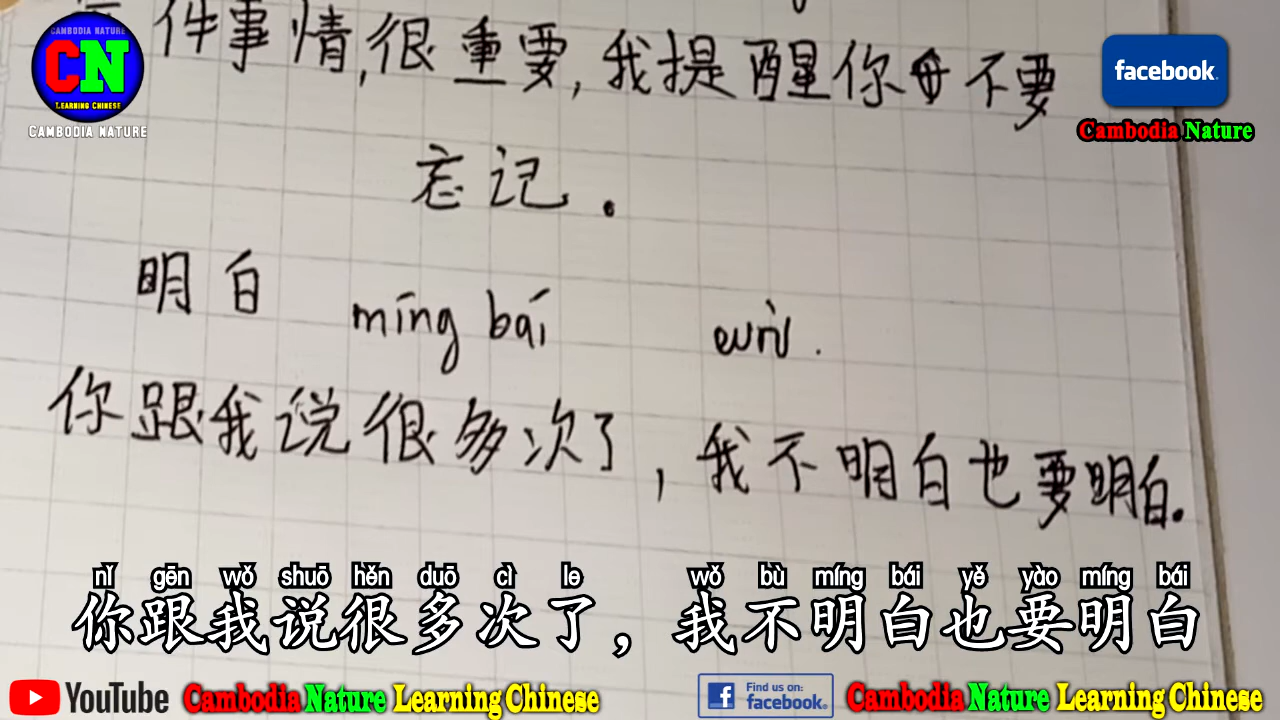 件事情,很重要,我提醒你 不要
忘记。
明白 míng bái
你跟我说很多次了,我不明白也要明白.
nǐ gēn wǒ shuō hěn duō cì le wǒ bù míng bái yě yào míng bái
你跟我说很多次了,我不明白也要明白
CAMBODIA NATURE
CN
LEARNING CHINESE
CAMBODIA NATURE
facebook
Cambodia Nature
YouTube Cambodia Nature Learning Chinese
Find us on: facebook Cambodia Nature Learning Chinese